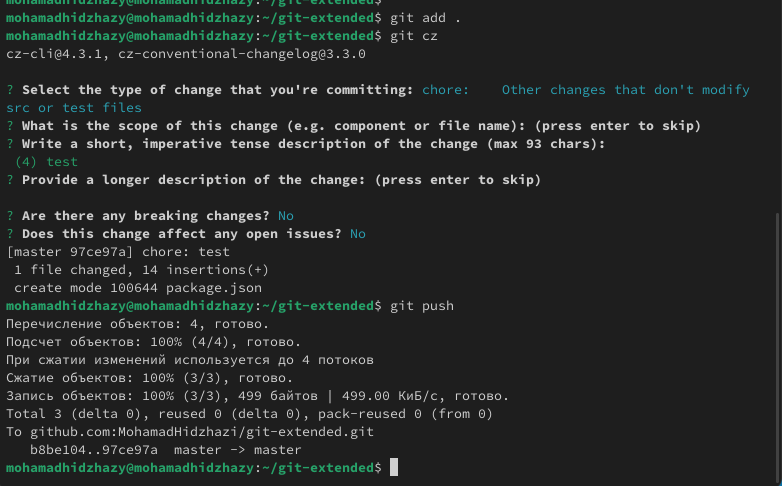 mohamadhidzhazy@mohamadhidzhazy:~/git-extended$
mohamadhidzhazy@mohamadhidzhazy:~/git-extended$ git add .
mohamadhidzhazy@mohamadhidzhazy:~/git-extended$ git cz
cz-cli@4.3.1, cz-conventional-changelog@3.3.0
? Select the type of change that you're committing: chore:    Other changes that don't modify
src or test files
? What is the scope of this change (e.g. component or file name): (press enter to skip)
? Write a short, imperative tense description of the change (max 93 chars):
(4) test
? Provide a longer description of the change: (press enter to skip)
? Are there any breaking changes? No
? Does this change affect any open issues? No
[master 97ce97a] chore: test
1 file changed, 14 insertions(+)
create mode 100644 package.json
mohamadhidzhazy@mohamadhidzhazy:~/git-extended$ git push
Перечисление объектов: 4, готово.
Подсчет объектов: 100% (4/4), готово.
При сжатии изменений используется до 4 потоков
Сжатие объектов: 100% (3/3), готово.
Запись объектов: 100% (3/3), 499 байтов | 499.00 КиБ/с, готово.
Total 3 (delta 0), reused 0 (delta 0), pack-reused 0 (from 0)
To github.com:MohamadHidzhazi/git-extended.git
b8be104..97ce97a  master -> master
mohamadhidzhazy@mohamadhidzhazy:~/git-extended$